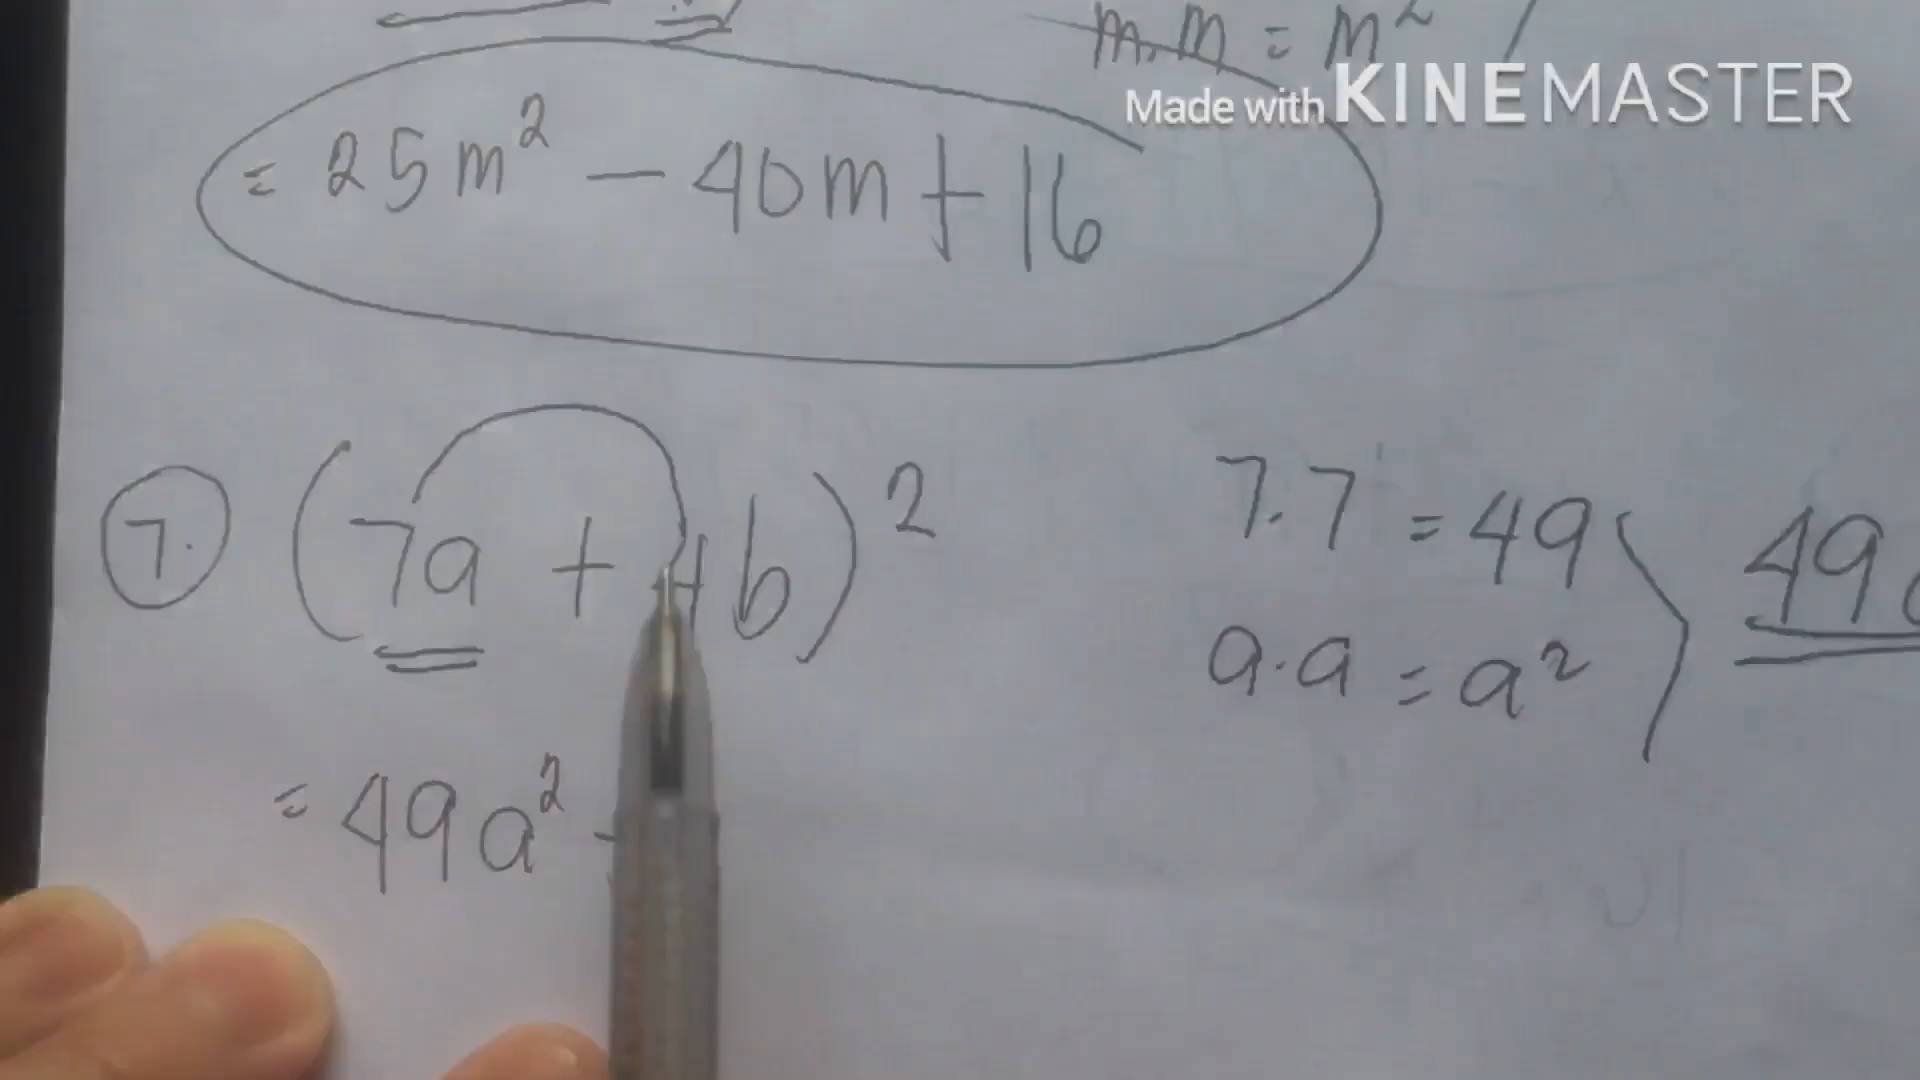 m.m = m²
Made with KINEMASTER
= 25m² - 40m + 16
7. (7a + 4b)²
7.7 = 49
49
a.a = a²
= 49a²